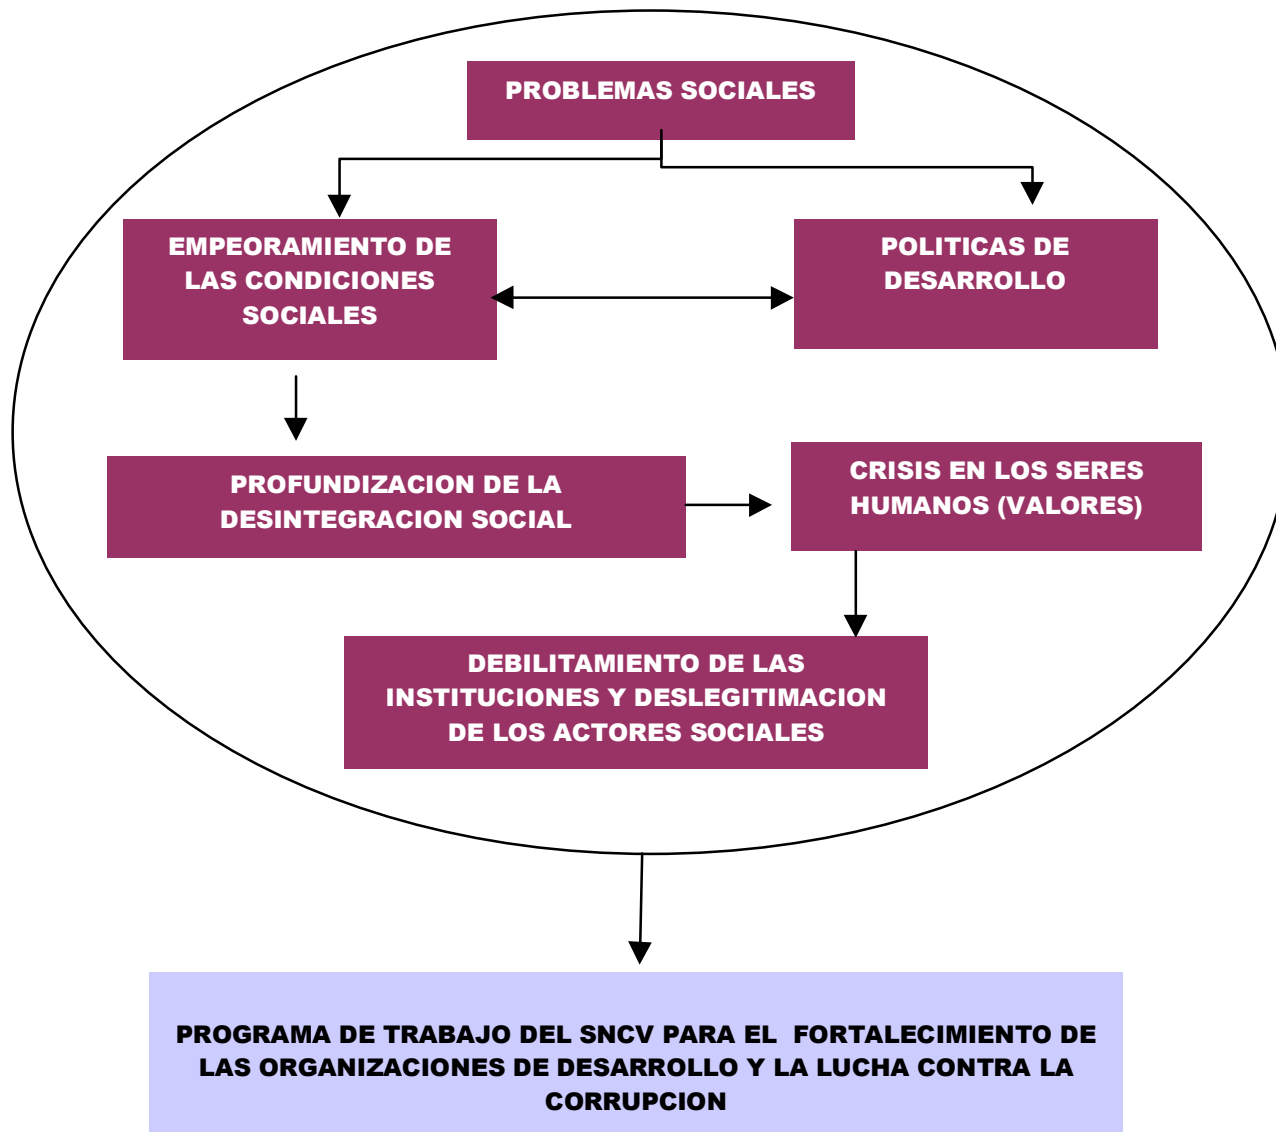 PROBLEMAS SOCIALES
EMPEORAMIENTO DE
LAS CONDICIONES
SOCIALES
POLITICAS DE
DESARROLLO
PROFUNDIZACION DE LA
DESINTEGRACION SOCIAL
CRISIS EN LOS SERES
HUMANOS (VALORES)
DEBILITAMIENTO DE LAS
INSTITUCIONES Y DESLEGITIMACION
DE LOS ACTORES SOCIALES
PROGRAMA DE TRABAJO DEL SNCV PARA EL  FORTALECIMIENTO DE
LAS ORGANIZACIONES DE DESARROLLO Y LA LUCHA CONTRA LA
CORRUPCION